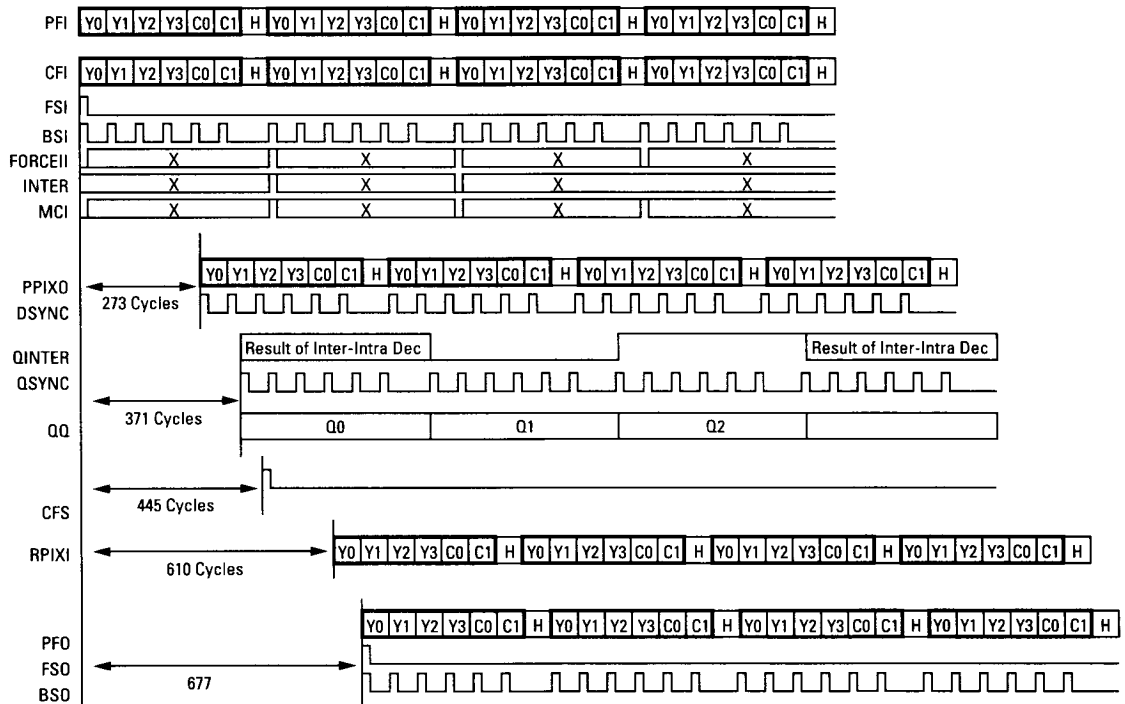 PFI Y0 Y1 Y2 Y3 C0 C1 H Y0 Y1 Y2 Y3 C0 C1 H Y0 Y1 Y2 Y3 C0 C1 H Y0 Y1 Y2 Y3 C0 C1 H
CFI Y0 Y1 Y2 Y3 C0 C1 H Y0 Y1 Y2 Y3 C0 C1 H Y0 Y1 Y2 Y3 C0 C1 H Y0 Y1 Y2 Y3 C0 C1 H
FSI
BSI
FORCEII X X X X
INTER X X X X
MCI X X X X
Y0 Y1 Y2 Y3 C0 C1 H Y0 Y1 Y2 Y3 C0 C1 H Y0 Y1 Y2 Y3 C0 C1 H Y0 Y1 Y2 Y3 C0 C1 H
PPIXO
273 Cycles
DSYNC
QINTER Result of Inter-Intra Dec Result of Inter-Intra Dec
QSYNC
371 Cycles
QQ Q0 Q1 Q2
445 Cycles
CFS
RPIXI Y0 Y1 Y2 Y3 C0 C1 H Y0 Y1 Y2 Y3 C0 C1 H Y0 Y1 Y2 Y3 C0 C1 H Y0 Y1 Y2 Y3 C0 C1 H
610 Cycles
Y0 Y1 Y2 Y3 C0 C1 H Y0 Y1 Y2 Y3 C0 C1 H Y0 Y1 Y2 Y3 C0 C1 H Y0 Y1 Y2 Y3 C0 C1 H
PFO
FSO
677
BSO